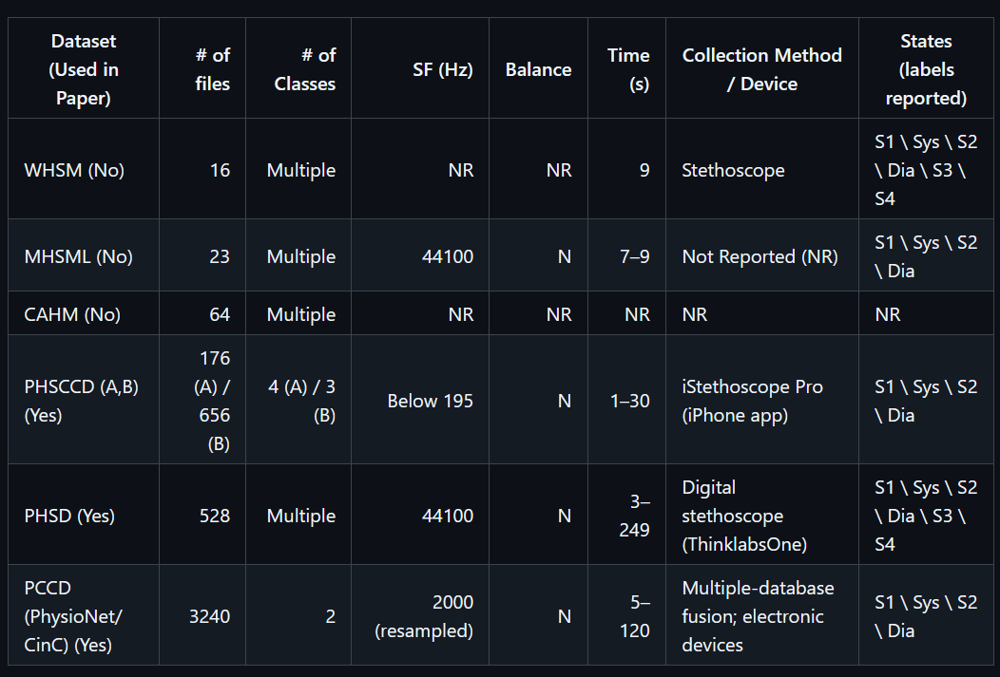 Dataset
(Used in
Paper)
# of
files
# of
Classes
SF (Hz)
Balance
Time
(s)
Collection Method
/ Device
States
(labels
reported)
WHSM (No)
16
Multiple
NR
NR
9
Stethoscope
S1 \ Sys \ S2
\ Dia \ S3 \
S4
MHSML (No)
23
Multiple
44100
N
7–9
Not Reported (NR)
S1 \ Sys \ S2
\ Dia
CAHM (No)
64
Multiple
NR
NR
NR
NR
NR
PHSCCD (A,B)
(Yes)
176
(A) /
656
(B)
4 (A) / 3
(B)
Below 195
N
1–30
iStethoscope Pro
(iPhone app)
S1 \ Sys \ S2
\ Dia
PHSD (Yes)
528
Multiple
44100
N
3–
249
Digital
stethoscope
(ThinklabsOne)
S1 \ Sys \ S2
\ Dia \ S3 \
S4
PCCD
(PhysioNet/
CinC) (Yes)
3240
2
2000
(resampled)
N
5–
120
Multiple-database
fusion; electronic
devices
S1 \ Sys \ S2
\ Dia